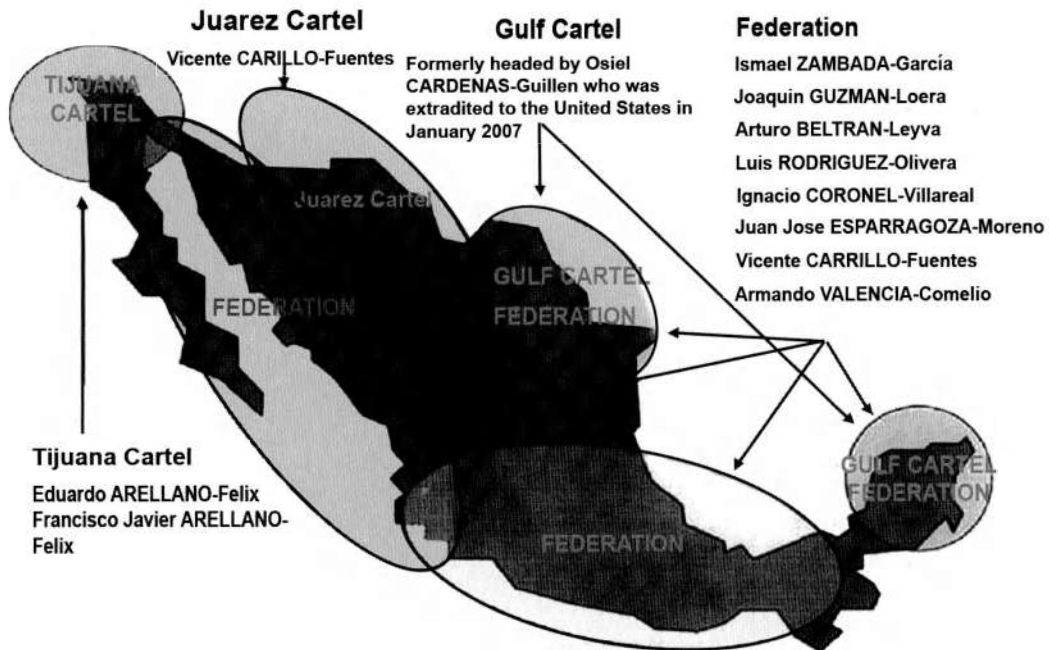 Juarez Cartel
Vicente CARILLO-Fuentes
Gulf Cartel
Formerly headed by Osiel
CARDENAS-Guillen who was
extradited to the United States in
January 2007
Federation
Ismael ZAMBADA-García
Joaquin GUZMAN-Loera
Arturo BELTRAN-Leyva
Luis RODRIGUEZ-Olivera
Ignacio CORONEL-Villareal
Juan Jose ESPARRAGOZA-Moreno
Vicente CARRILLO-Fuentes
Armando VALENCIA-Comelio
TIJUANA
CARTEL
Juarez Cartel
GULF CARTEL
FEDERATION
FEDERATION
Tijuana Cartel
Eduardo ARELLANO-Felix
Francisco Javier ARELLANO-
Felix
FEDERATION
GULF CARTEL
FEDERATION